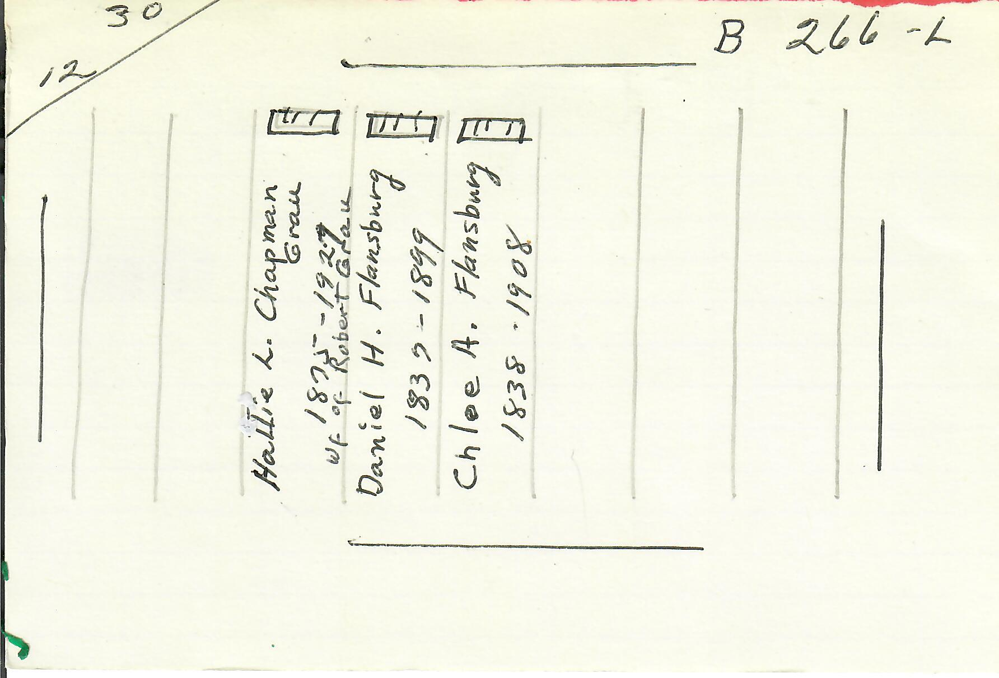 30
12
B 266-L
Hattie L. Chapman
Grau
1875-1927
Wf of Robert Grau
Daniel H. Flansburg
1837-1899
Chloe A. Flansburg
1838-1908